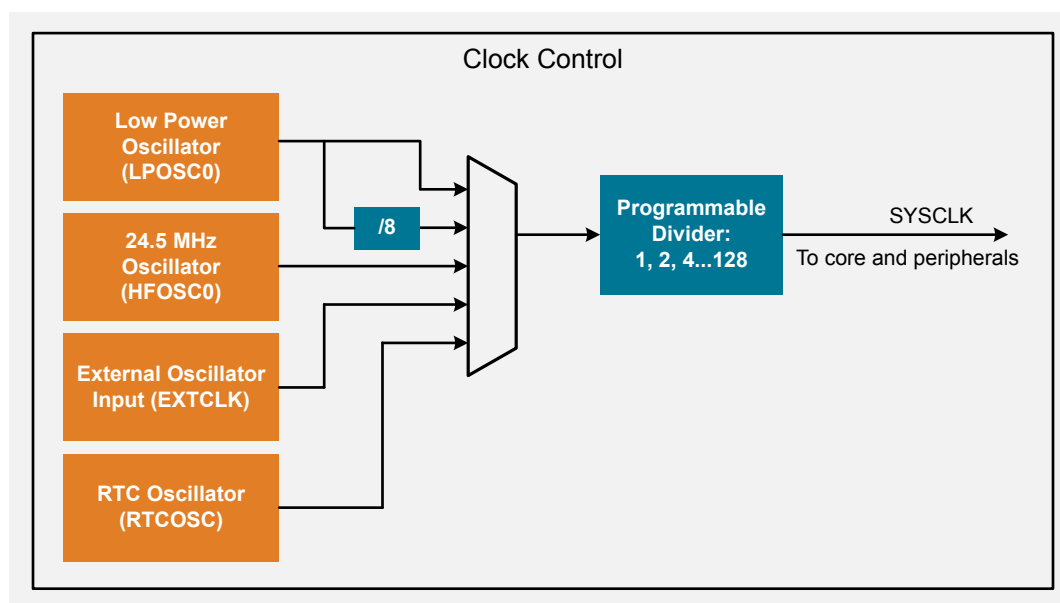 Clock Control
Low Power
Oscillator
(LPOSC0)
/8
24.5 MHz
Oscillator
(HFOSC0)
External Oscillator
Input (EXTCLK)
RTC Oscillator
(RTCOSC)
Programmable
Divider:
1, 2, 4...128
SYSCLK
To core and peripherals